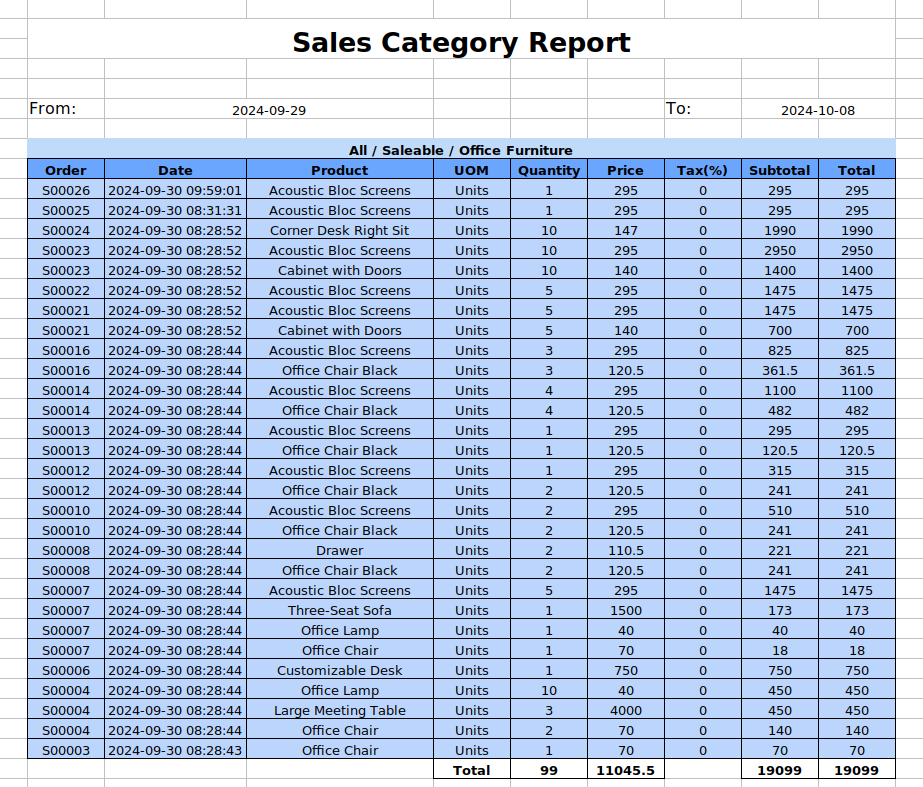 Sales Category Report
From: 2024-09-29 To: 2024-10-08
All / Saleable / Office Furniture
Order Date Product UOM Quantity Price Tax(%) Subtotal Total
S00026 2024-09-30 09:59:01 Acoustic Bloc Screens Units 1 295 0 295 295
S00025 2024-09-30 08:31:31 Acoustic Bloc Screens Units 1 295 0 295 295
S00024 2024-09-30 08:28:52 Corner Desk Right Sit Units 10 147 0 1990 1990
S00023 2024-09-30 08:28:52 Acoustic Bloc Screens Units 10 295 0 2950 2950
S00023 2024-09-30 08:28:52 Cabinet with Doors Units 10 140 0 1400 1400
S00022 2024-09-30 08:28:52 Acoustic Bloc Screens Units 5 295 0 1475 1475
S00021 2024-09-30 08:28:52 Acoustic Bloc Screens Units 5 295 0 1475 1475
S00021 2024-09-30 08:28:52 Cabinet with Doors Units 5 140 0 700 700
S00016 2024-09-30 08:28:44 Acoustic Bloc Screens Units 3 295 0 825 825
S00016 2024-09-30 08:28:44 Office Chair Black Units 3 120.5 0 361.5 361.5
S00014 2024-09-30 08:28:44 Acoustic Bloc Screens Units 4 295 0 1100 1100
S00014 2024-09-30 08:28:44 Office Chair Black Units 4 120.5 0 482 482
S00013 2024-09-30 08:28:44 Acoustic Bloc Screens Units 1 295 0 295 295
S00013 2024-09-30 08:28:44 Office Chair Black Units 1 120.5 0 120.5 120.5
S00012 2024-09-30 08:28:44 Acoustic Bloc Screens Units 1 295 0 315 315
S00012 2024-09-30 08:28:44 Office Chair Black Units 2 120.5 0 241 241
S00010 2024-09-30 08:28:44 Acoustic Bloc Screens Units 2 295 0 510 510
S00010 2024-09-30 08:28:44 Office Chair Black Units 2 120.5 0 241 241
S00008 2024-09-30 08:28:44 Drawer Units 2 110.5 0 221 221
S00008 2024-09-30 08:28:44 Office Chair Black Units 2 120.5 0 241 241
S00007 2024-09-30 08:28:44 Acoustic Bloc Screens Units 5 295 0 1475 1475
S00007 2024-09-30 08:28:44 Three-Seat Sofa Units 1 1500 0 173 173
S00007 2024-09-30 08:28:44 Office Lamp Units 1 40 0 40 40
S00007 2024-09-30 08:28:44 Office Chair Units 1 70 0 18 18
S00006 2024-09-30 08:28:44 Customizable Desk Units 1 750 0 750 750
S00004 2024-09-30 08:28:44 Office Lamp Units 10 40 0 450 450
S00004 2024-09-30 08:28:44 Large Meeting Table Units 3 4000 0 450 450
S00004 2024-09-30 08:28:44 Office Chair Units 2 70 0 140 140
S00003 2024-09-30 08:28:43 Office Chair Units 1 70 0 70 70
Total 99 11045.5 19099 19099